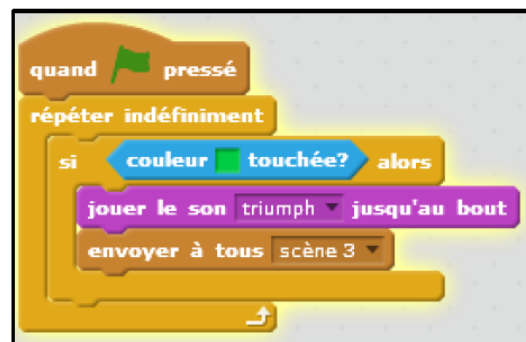 quand pressé
répéter indéfiniment
si couleur touchée? alors
jouer le son triumph jusqu'au bout
envoyer à tous scène 3